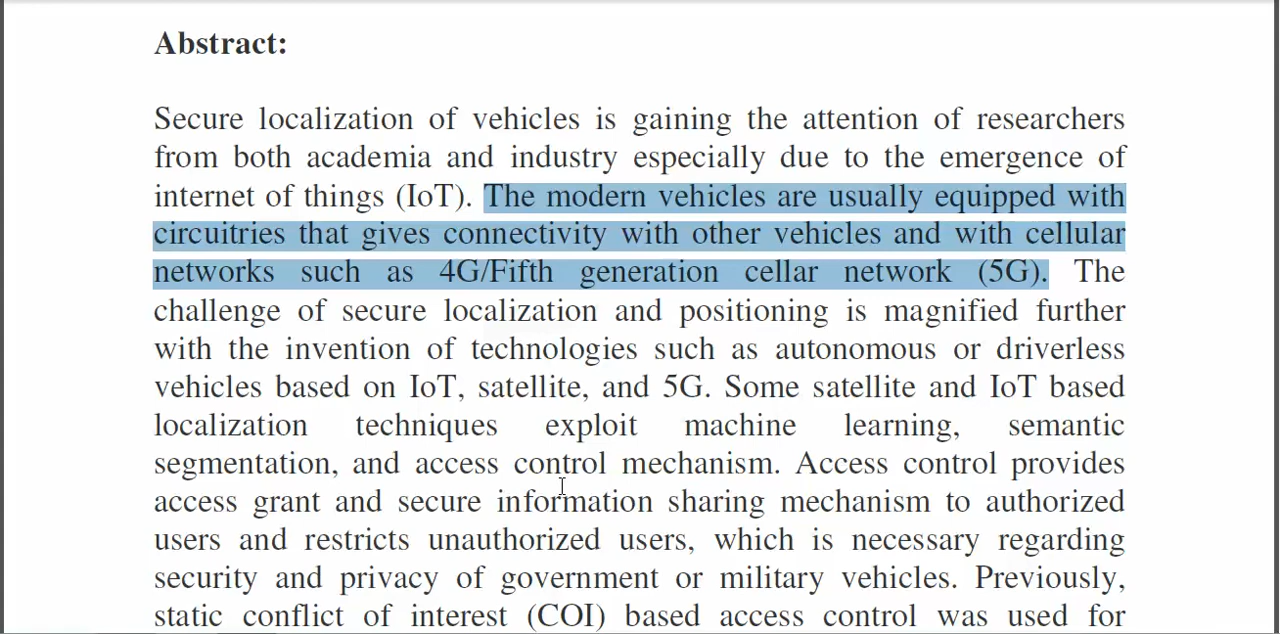 Abstract:
Secure localization of vehicles is gaining the attention of researchers
from both academia and industry especially due to the emergence of
internet of things (IoT). The modern vehicles are usually equipped with
circuitries that gives connectivity with other vehicles and with cellular
networks such as 4G/Fifth generation cellar network (5G). The
challenge of secure localization and positioning is magnified further
with the invention of technologies such as autonomous or driverless
vehicles based on IoT, satellite, and 5G. Some satellite and IoT based
localization techniques exploit machine learning, semantic
segmentation, and access control mechanism. Access control provides
access grant and secure information sharing mechanism to authorized
users and restricts unauthorized users, which is necessary regarding
security and privacy of government or military vehicles. Previously,
static conflict of interest (COI) based access control was used for